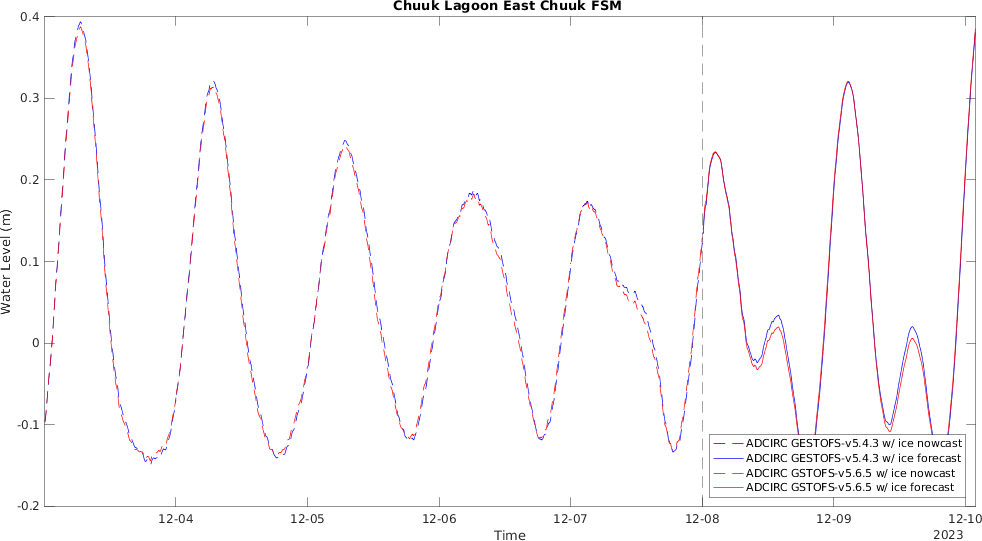 Chuuk Lagoon East Chuuk FSM
Water Level (m)
0.4
0.3
0.2
0.1
0
-0.1
-0.2
12-04
12-05
12-06
12-07
12-08
12-09
12-10
Time
2023
ADCIRC GESTOFS-v5.4.3 w/ ice nowcast
ADCIRC GESTOFS-v5.4.3 w/ ice forecast
ADCIRC GSTOFS-v5.6.5 w/ ice nowcast
ADCIRC GSTOFS-v5.6.5 w/ ice forecast